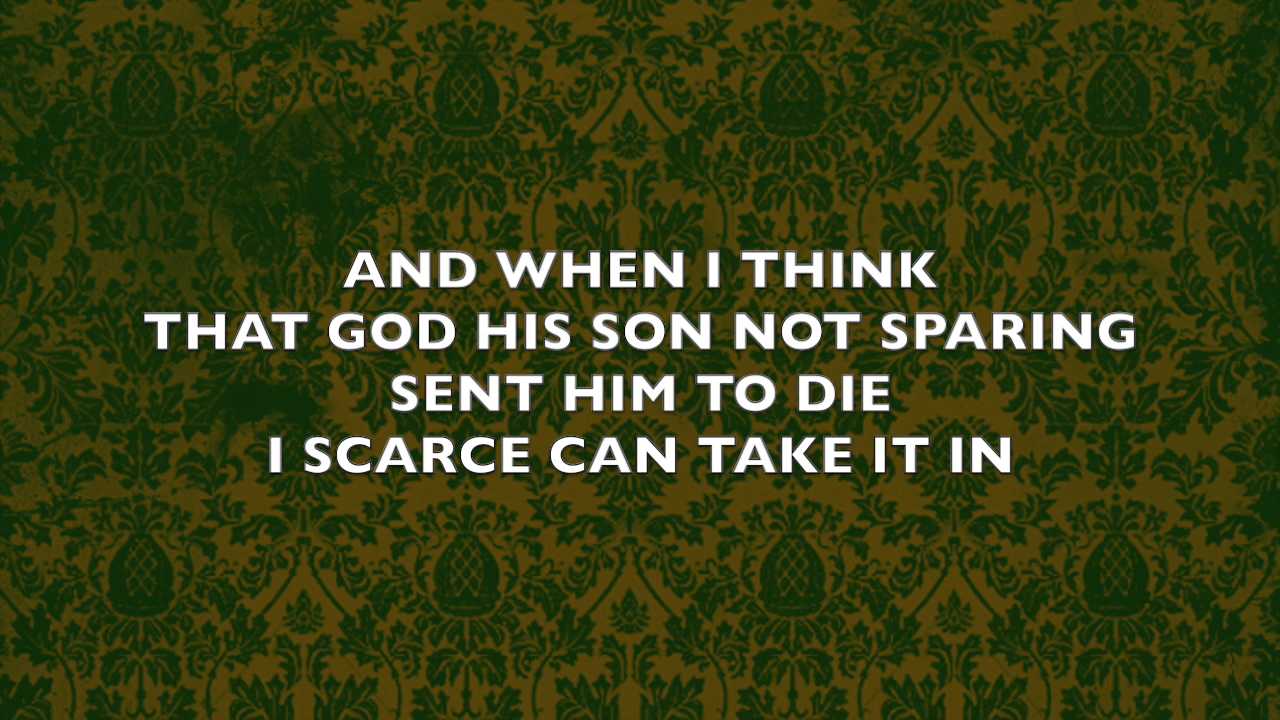 AND WHEN I THINK
THAT GOD HIS SON NOT SPARING
SENT HIM TO DIE
I SCARCE CAN TAKE IT IN